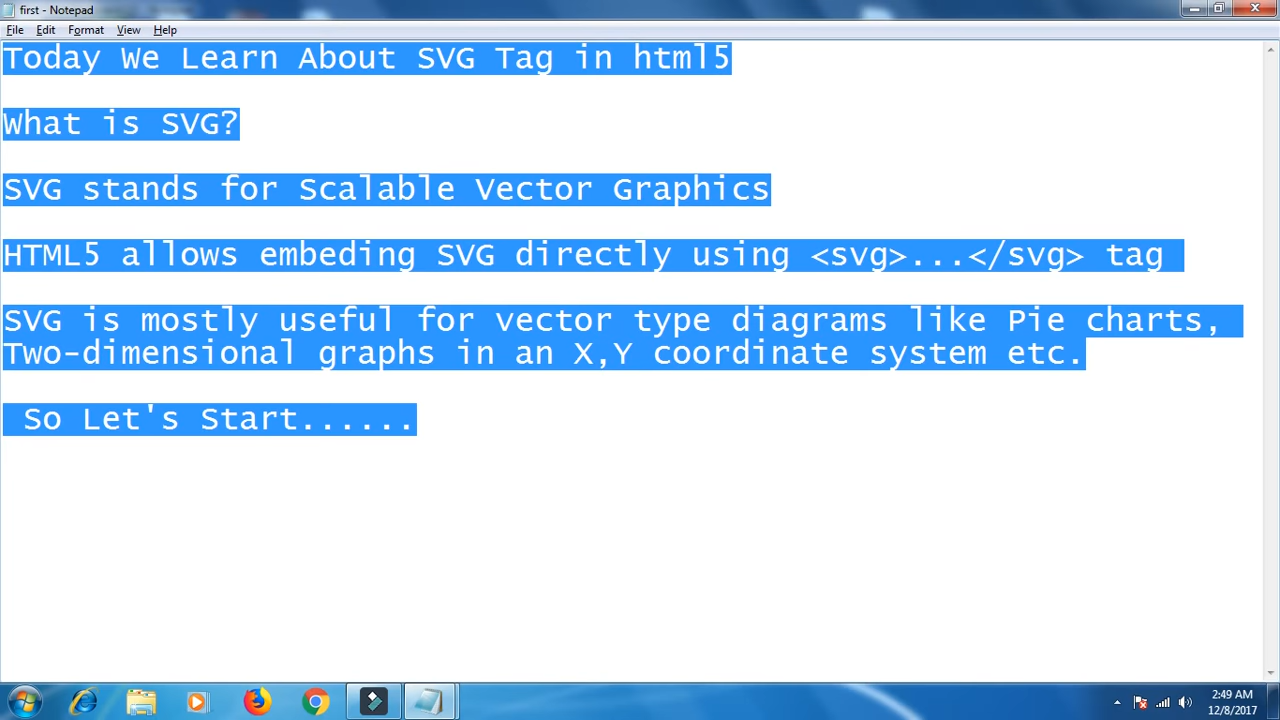 first - Notepad
File Edit Format View Help
Today We Learn About SVG Tag in html5
What is SVG?
SVG stands for Scalable Vector Graphics
HTML5 allows embeding SVG directly using <svg>...</svg> tag
SVG is mostly useful for vector type diagrams like Pie charts,
Two-dimensional graphs in an X,Y coordinate system etc.
So Let's Start......
2:49 AM
12/8/2017